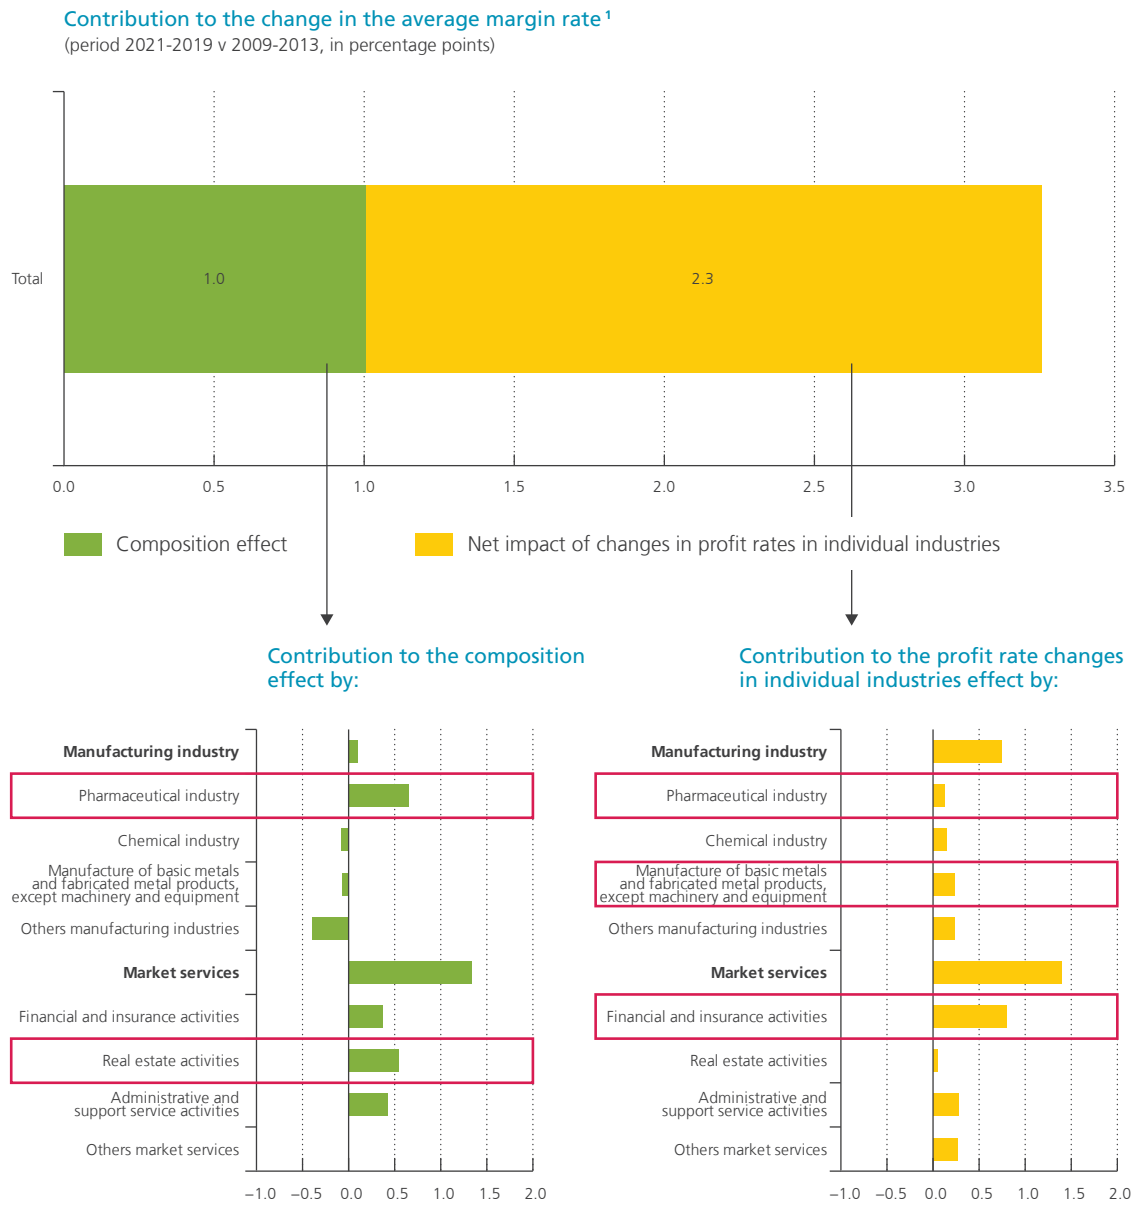 Contribution to the change in the average margin rate 1
(period 2021-2019 v 2009-2013, in percentage points)
Total
1.0
2.3
0.0 0.5 1.0 1.5 2.0 2.5 3.0 3.5
Composition effect
Net impact of changes in profit rates in individual industries
Contribution to the composition
effect by:
Manufacturing industry
Pharmaceutical industry
Chemical industry
Manufacture of basic metals
and fabricated metal products,
except machinery and equipment
Others manufacturing industries
Market services
Financial and insurance activities
Real estate activities
Administrative and
support service activities
Others market services
−1.0 −0.5 0.0 0.5 1.0 1.5 2.0
Contribution to the profit rate changes
in individual industries effect by:
Manufacturing industry
Pharmaceutical industry
Chemical industry
Manufacture of basic metals
and fabricated metal products,
except machinery and equipment
Others manufacturing industries
Market services
Financial and insurance activities
Real estate activities
Administrative and
support service activities
Others market services
−1.0 −0.5 0.0 0.5 1.0 1.5 2.0